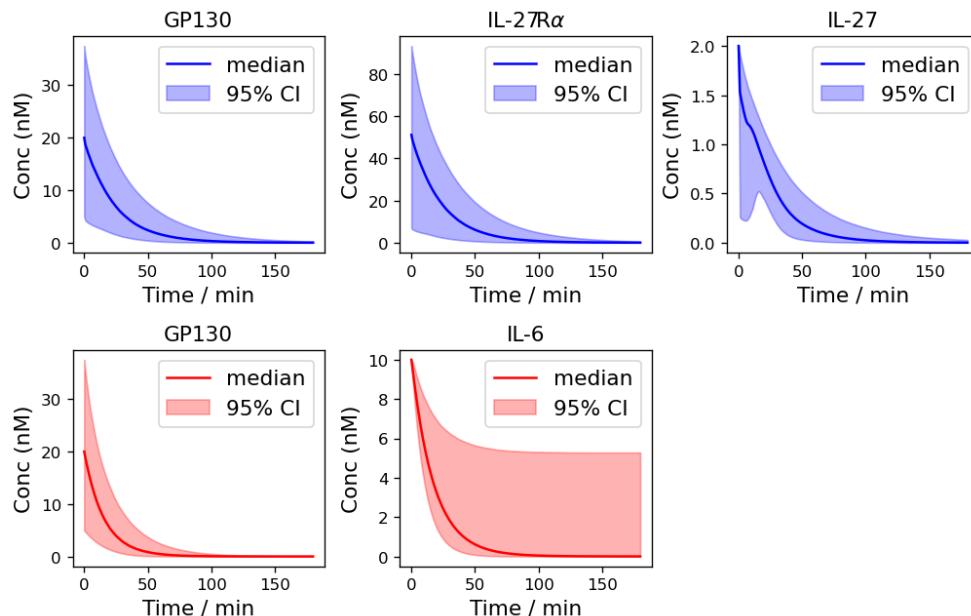 GP130
Conc (nM)
30
20
10
0
median
95% CI
0 50 100 150
Time / min
IL-27Rα
Conc (nM)
80
60
40
20
0
median
95% CI
0 50 100 150
Time / min
IL-27
Conc (nM)
2.0
1.5
1.0
0.5
0.0
median
95% CI
0 50 100 150
Time / min
GP130
Conc (nM)
30
20
10
0
median
95% CI
0 50 100 150
Time / min
IL-6
Conc (nM)
10
8
6
4
2
0
median
95% CI
0 50 100 150
Time / min